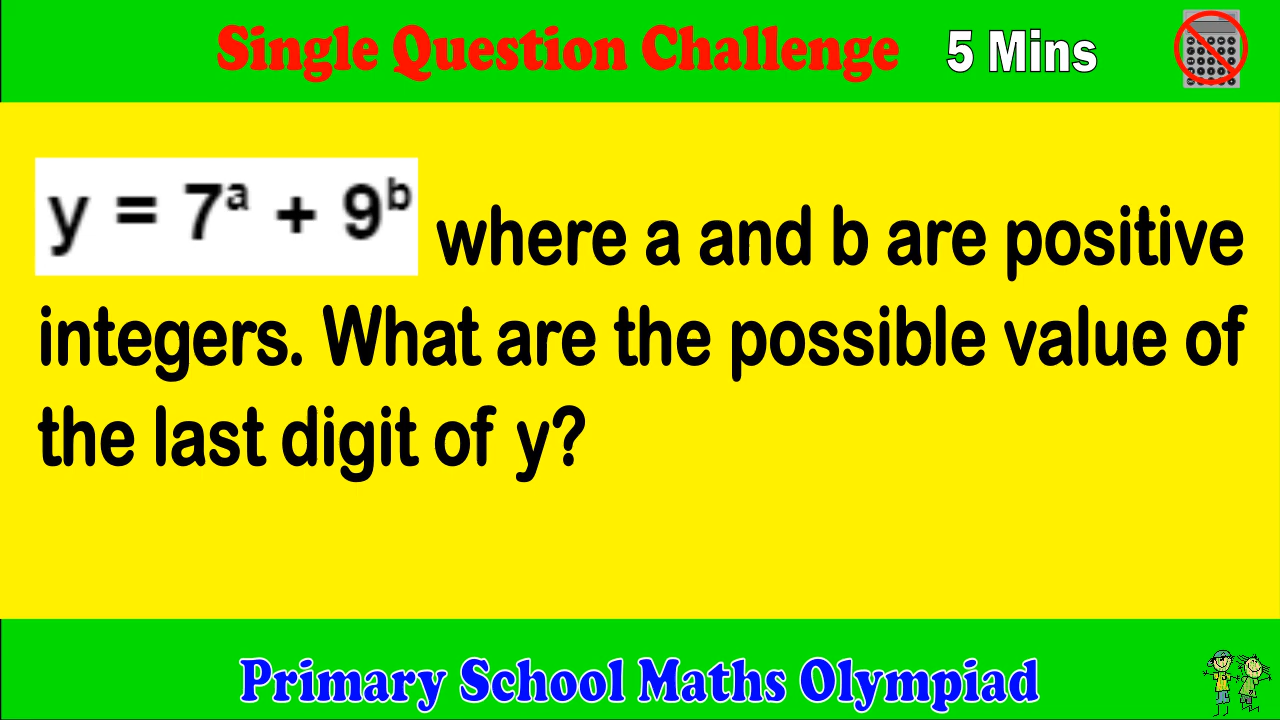 Single Question Challenge 5 Mins
y = 7ᵃ + 9ᵇ where a and b are positive
integers. What are the possible value of
the last digit of y?
Primary School Maths Olympiad